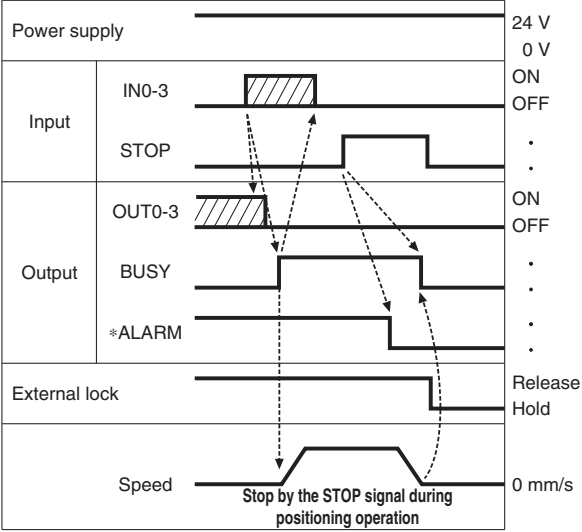 Power supply
24 V
0 V
Input
IN0-3
ON
OFF
STOP
Output
OUT0-3
ON
OFF
BUSY
*ALARM
External lock
Release
Hold
Speed
0 mm/s
Stop by the STOP signal during
positioning operation